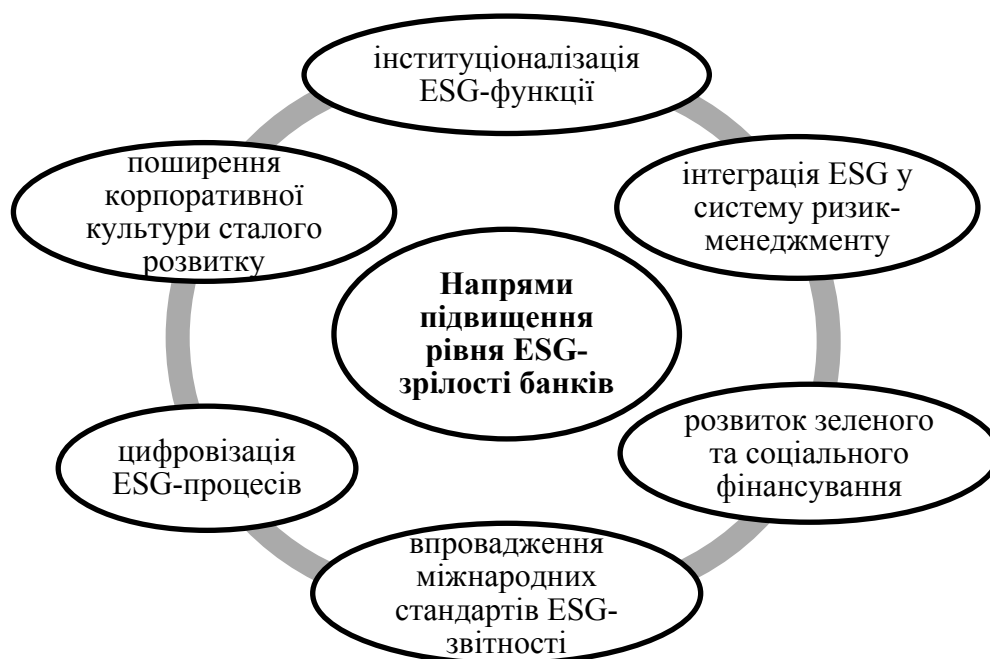 інституціоналізація
ESG-функції
інтеграція ESG у
систему ризик-
менеджменту
розвиток зеленого
та соціального
фінансування
впровадження
міжнародних
стандартів ESG-
звітності
цифровізація
ESG-процесів
поширення
корпоративної
культури сталого
розвитку
Напрями
підвищення
рівня ESG-
зрілості банків